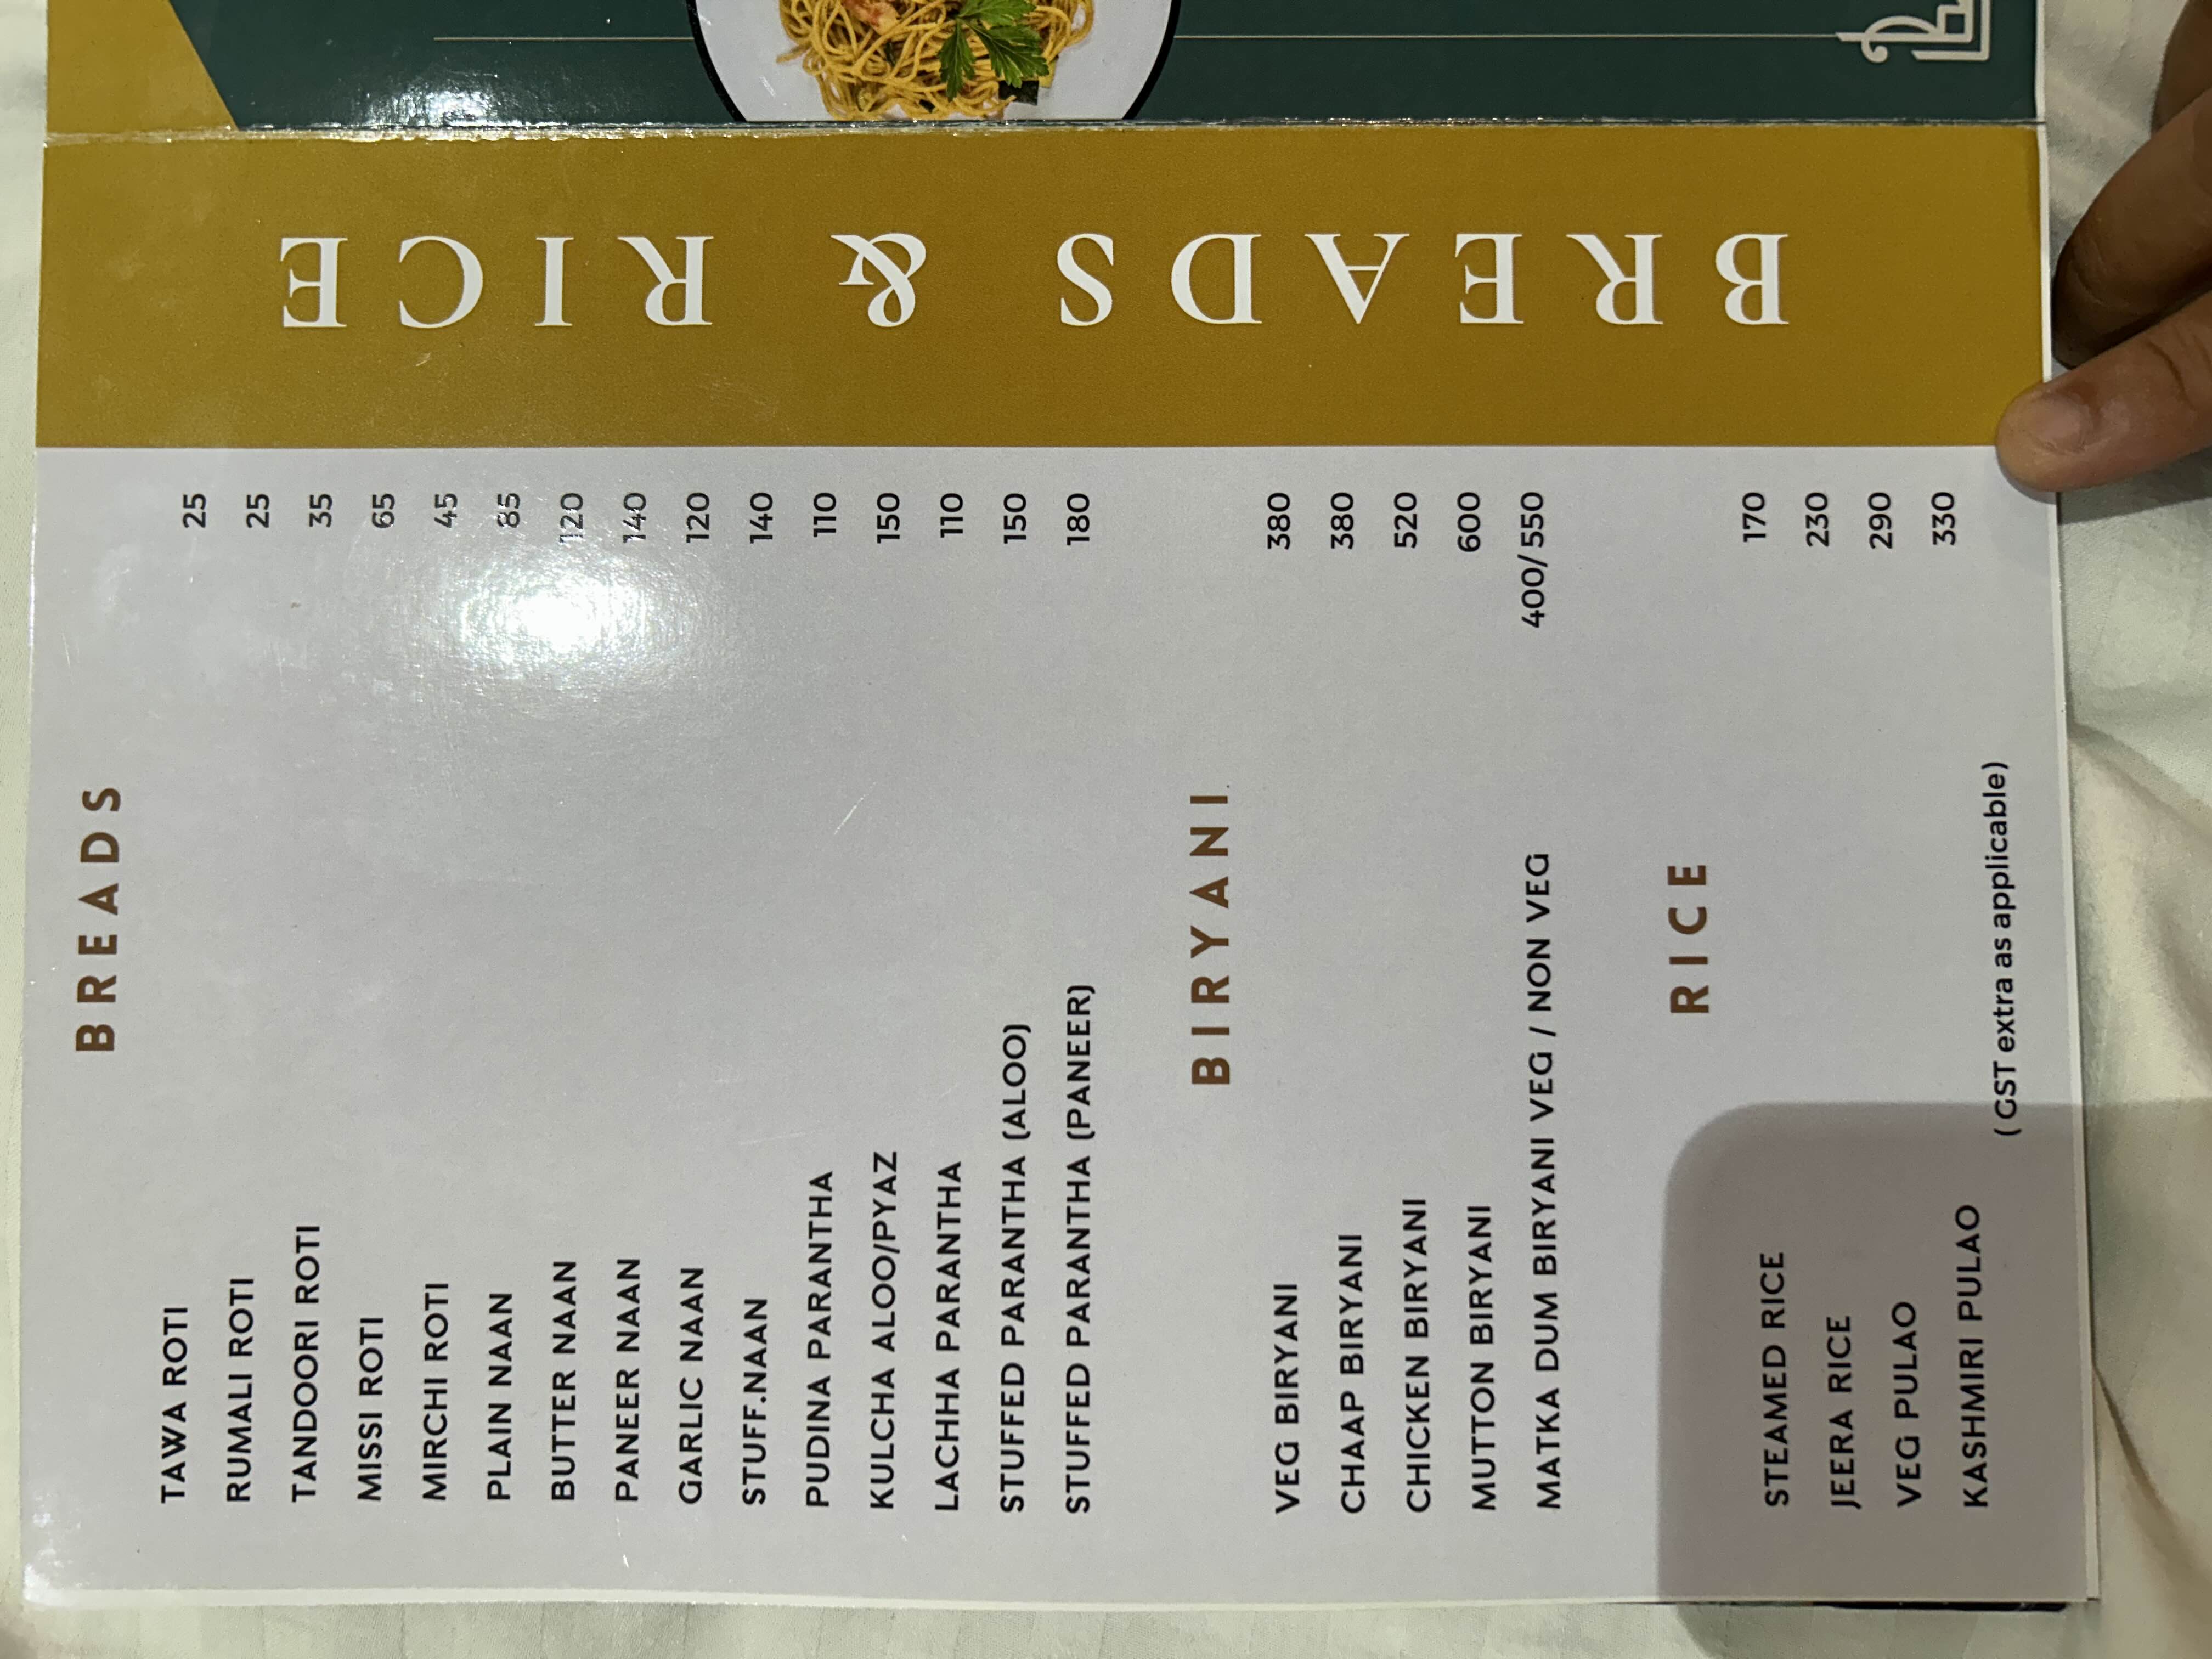 BREADS & RICE
BREADS
TAWA ROTI 25
RUMALI ROTI 25
TANDOORI ROTI 35
MISSI ROTI 65
MIRCHI ROTI 45
PLAIN NAAN 85
BUTTER NAAN 120
PANEER NAAN 140
GARLIC NAAN 120
STUFF.NAAN 140
PUDINA PARANTHA 110
KULCHA ALOO/PYAZ 150
LACHHA PARANTHA 110
STUFFED PARANTHA (ALOO) 150
STUFFED PARANTHA (PANEER) 180
BIRYANI
VEG BIRYANI 380
CHAAP BIRYANI 380
CHICKEN BIRYANI 520
MUTTON BIRYANI 600
MATKA DUM BIRYANI VEG / NON VEG 400/550
RICE
STEAMED RICE 170
JEERA RICE 230
VEG PULAO 290
KASHMIRI PULAO 330
( GST extra as applicable)